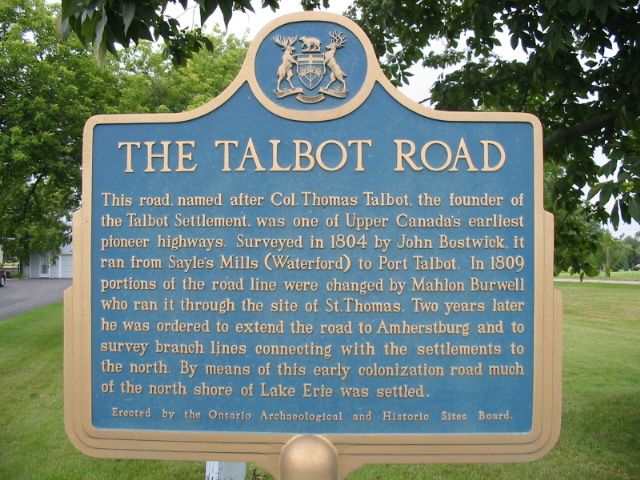 THE TALBOT ROAD
This road, named after Col. Thomas Talbot, the founder of
the Talbot Settlement, was one of Upper Canada's earliest
pioneer highways. Surveyed in 1804 by John Bostwick, it
ran from Sayle's Mills (Waterford) to Port Talbot. In 1809
portions of the road line were changed by Mahlon Burwell
who ran it through the site of St. Thomas. Two years later
he was ordered to extend the road to Amherstburg and to
survey branch lines connecting with the settlements to
the north. By means of this early colonization road much
of the north shore of Lake Erie was settled.
Erected by the Ontario Archaeological and Historic Sites Board.